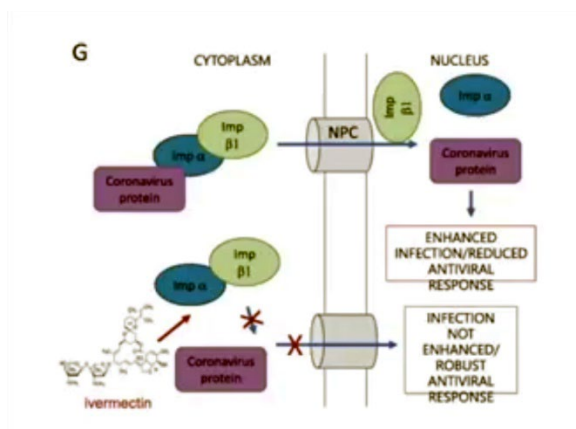 G
CYTOPLASM
NUCLEUS
Imp
β1
Imp α
Coronavirus
protein
NPC
Imp
β1
Imp α
Coronavirus
protein
ENHANCED
INFECTION/REDUCED
ANTIVIRAL
RESPONSE
Imp
β1
Imp α
Coronavirus
protein
Ivermectin
INFECTION
NOT
ENHANCED/
ROBUST
ANTIVIRAL
RESPONSE